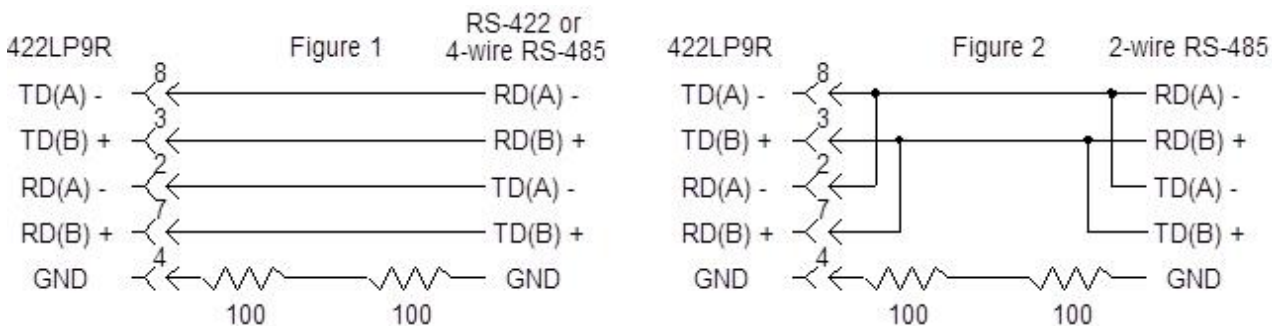 422LP9R Figure 1 RS-422 or
4-wire RS-485
8
TD(A) - RD(A) -
3
TD(B) + RD(B) +
2
RD(A) - TD(A) -
7
RD(B) + TD(B) +
4
GND GND
100 100
422LP9R Figure 2 2-wire RS-485
8
TD(A) - RD(A) -
3
TD(B) + RD(B) +
2
RD(A) - TD(A) -
7
RD(B) + TD(B) +
4
GND GND
100 100